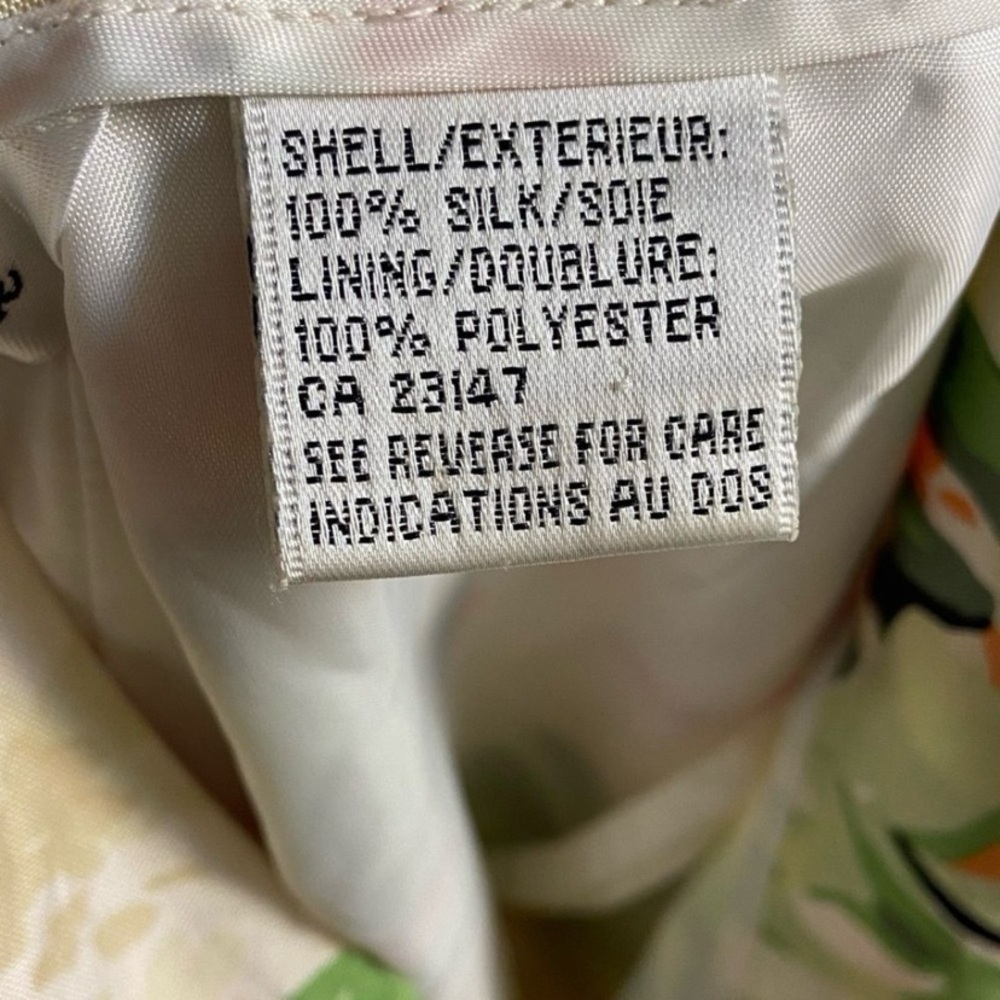 SHELL/EXTERIEUR:
100% SILK/SOIE
LINING/DOUBLURE:
100% POLYESTER
CA 23147
SEE REVERSE FOR CARE
INDICATIONS AU DOS